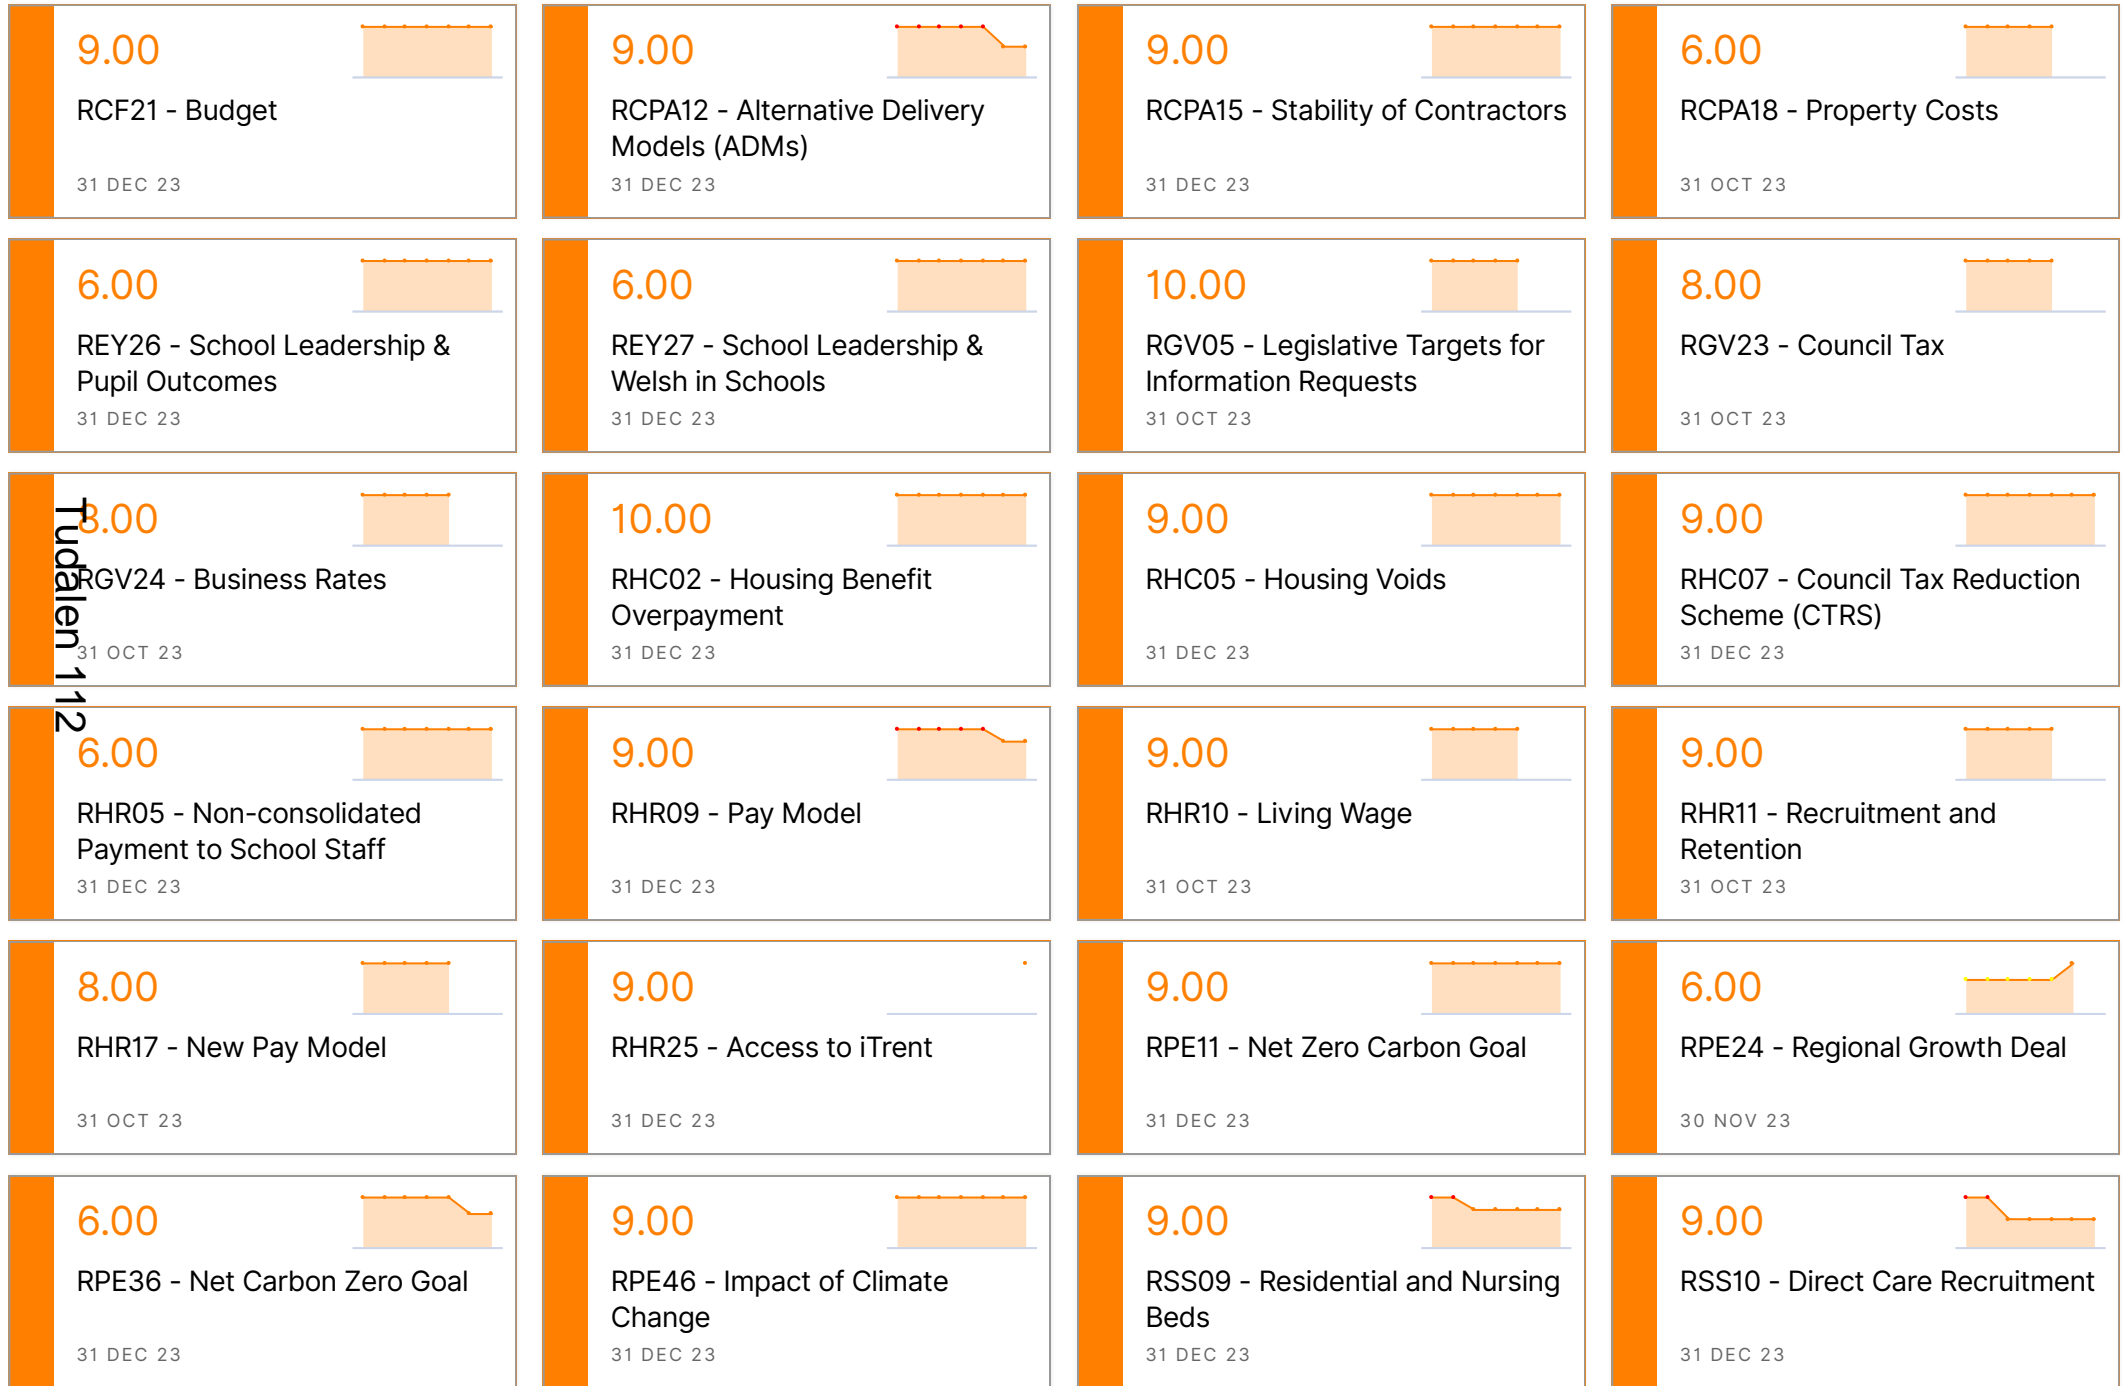 9.00
RCF21 - Budget
31 DEC 23
9.00
RCPA12 - Alternative Delivery
Models (ADMs)
31 DEC 23
9.00
RCPA15 - Stability of Contractors
31 DEC 23
6.00
RCPA18 - Property Costs
31 OCT 23
6.00
REY26 - School Leadership &
Pupil Outcomes
31 DEC 23
6.00
REY27 - School Leadership &
Welsh in Schools
31 DEC 23
10.00
RGV05 - Legislative Targets for
Information Requests
31 OCT 23
8.00
RGV23 - Council Tax
31 OCT 23
8.00
RGV24 - Business Rates
31 OCT 23
Tudalen 112
10.00
RHC02 - Housing Benefit
Overpayment
31 DEC 23
9.00
RHC05 - Housing Voids
31 DEC 23
9.00
RHC07 - Council Tax Reduction
Scheme (CTRS)
31 DEC 23
6.00
RHR05 - Non-consolidated
Payment to School Staff
31 DEC 23
9.00
RHR09 - Pay Model
31 DEC 23
9.00
RHR10 - Living Wage
31 OCT 23
9.00
RHR11 - Recruitment and
Retention
31 OCT 23
8.00
RHR17 - New Pay Model
31 OCT 23
9.00
RHR25 - Access to iTrent
31 DEC 23
9.00
RPE11 - Net Zero Carbon Goal
31 DEC 23
6.00
RPE24 - Regional Growth Deal
30 NOV 23
6.00
RPE36 - Net Carbon Zero Goal
31 DEC 23
9.00
RPE46 - Impact of Climate
Change
31 DEC 23
9.00
RSS09 - Residential and Nursing
Beds
31 DEC 23
9.00
RSS10 - Direct Care Recruitment
31 DEC 23